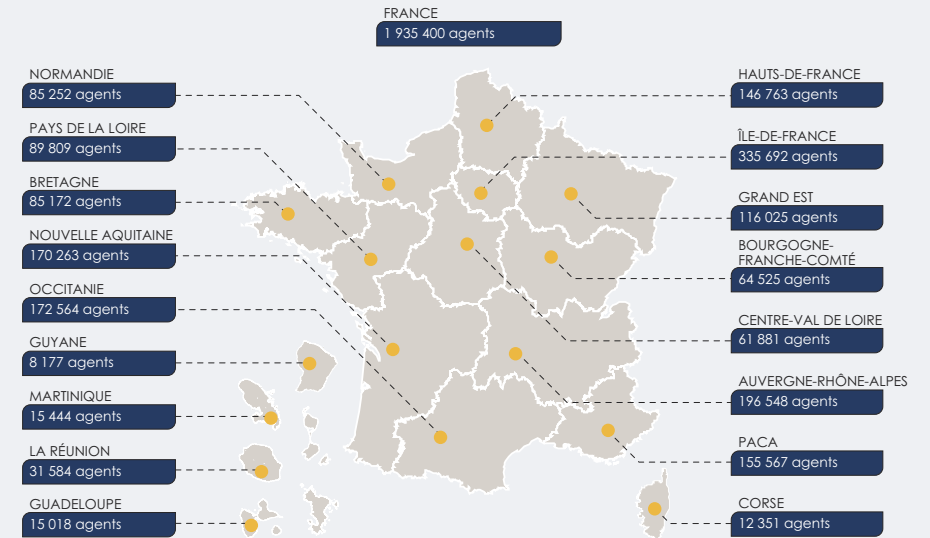 FRANCE
1 935 400 agents
NORMANDIE
85 252 agents
PAYS DE LA LOIRE
89 809 agents
BRETAGNE
85 172 agents
NOUVELLE AQUITAINE
170 263 agents
OCCITANIE
172 564 agents
GUYANE
8 177 agents
MARTINIQUE
15 444 agents
LA RÉUNION
31 584 agents
GUADELOUPE
15 018 agents
HAUTS-DE-FRANCE
146 763 agents
ÎLE-DE-FRANCE
335 692 agents
GRAND EST
116 025 agents
BOURGOGNE-
FRANCHE-COMTÉ
64 525 agents
CENTRE-VAL DE LOIRE
61 881 agents
AUVERGNE-RHÔNE-ALPES
196 548 agents
PACA
155 567 agents
CORSE
12 351 agents